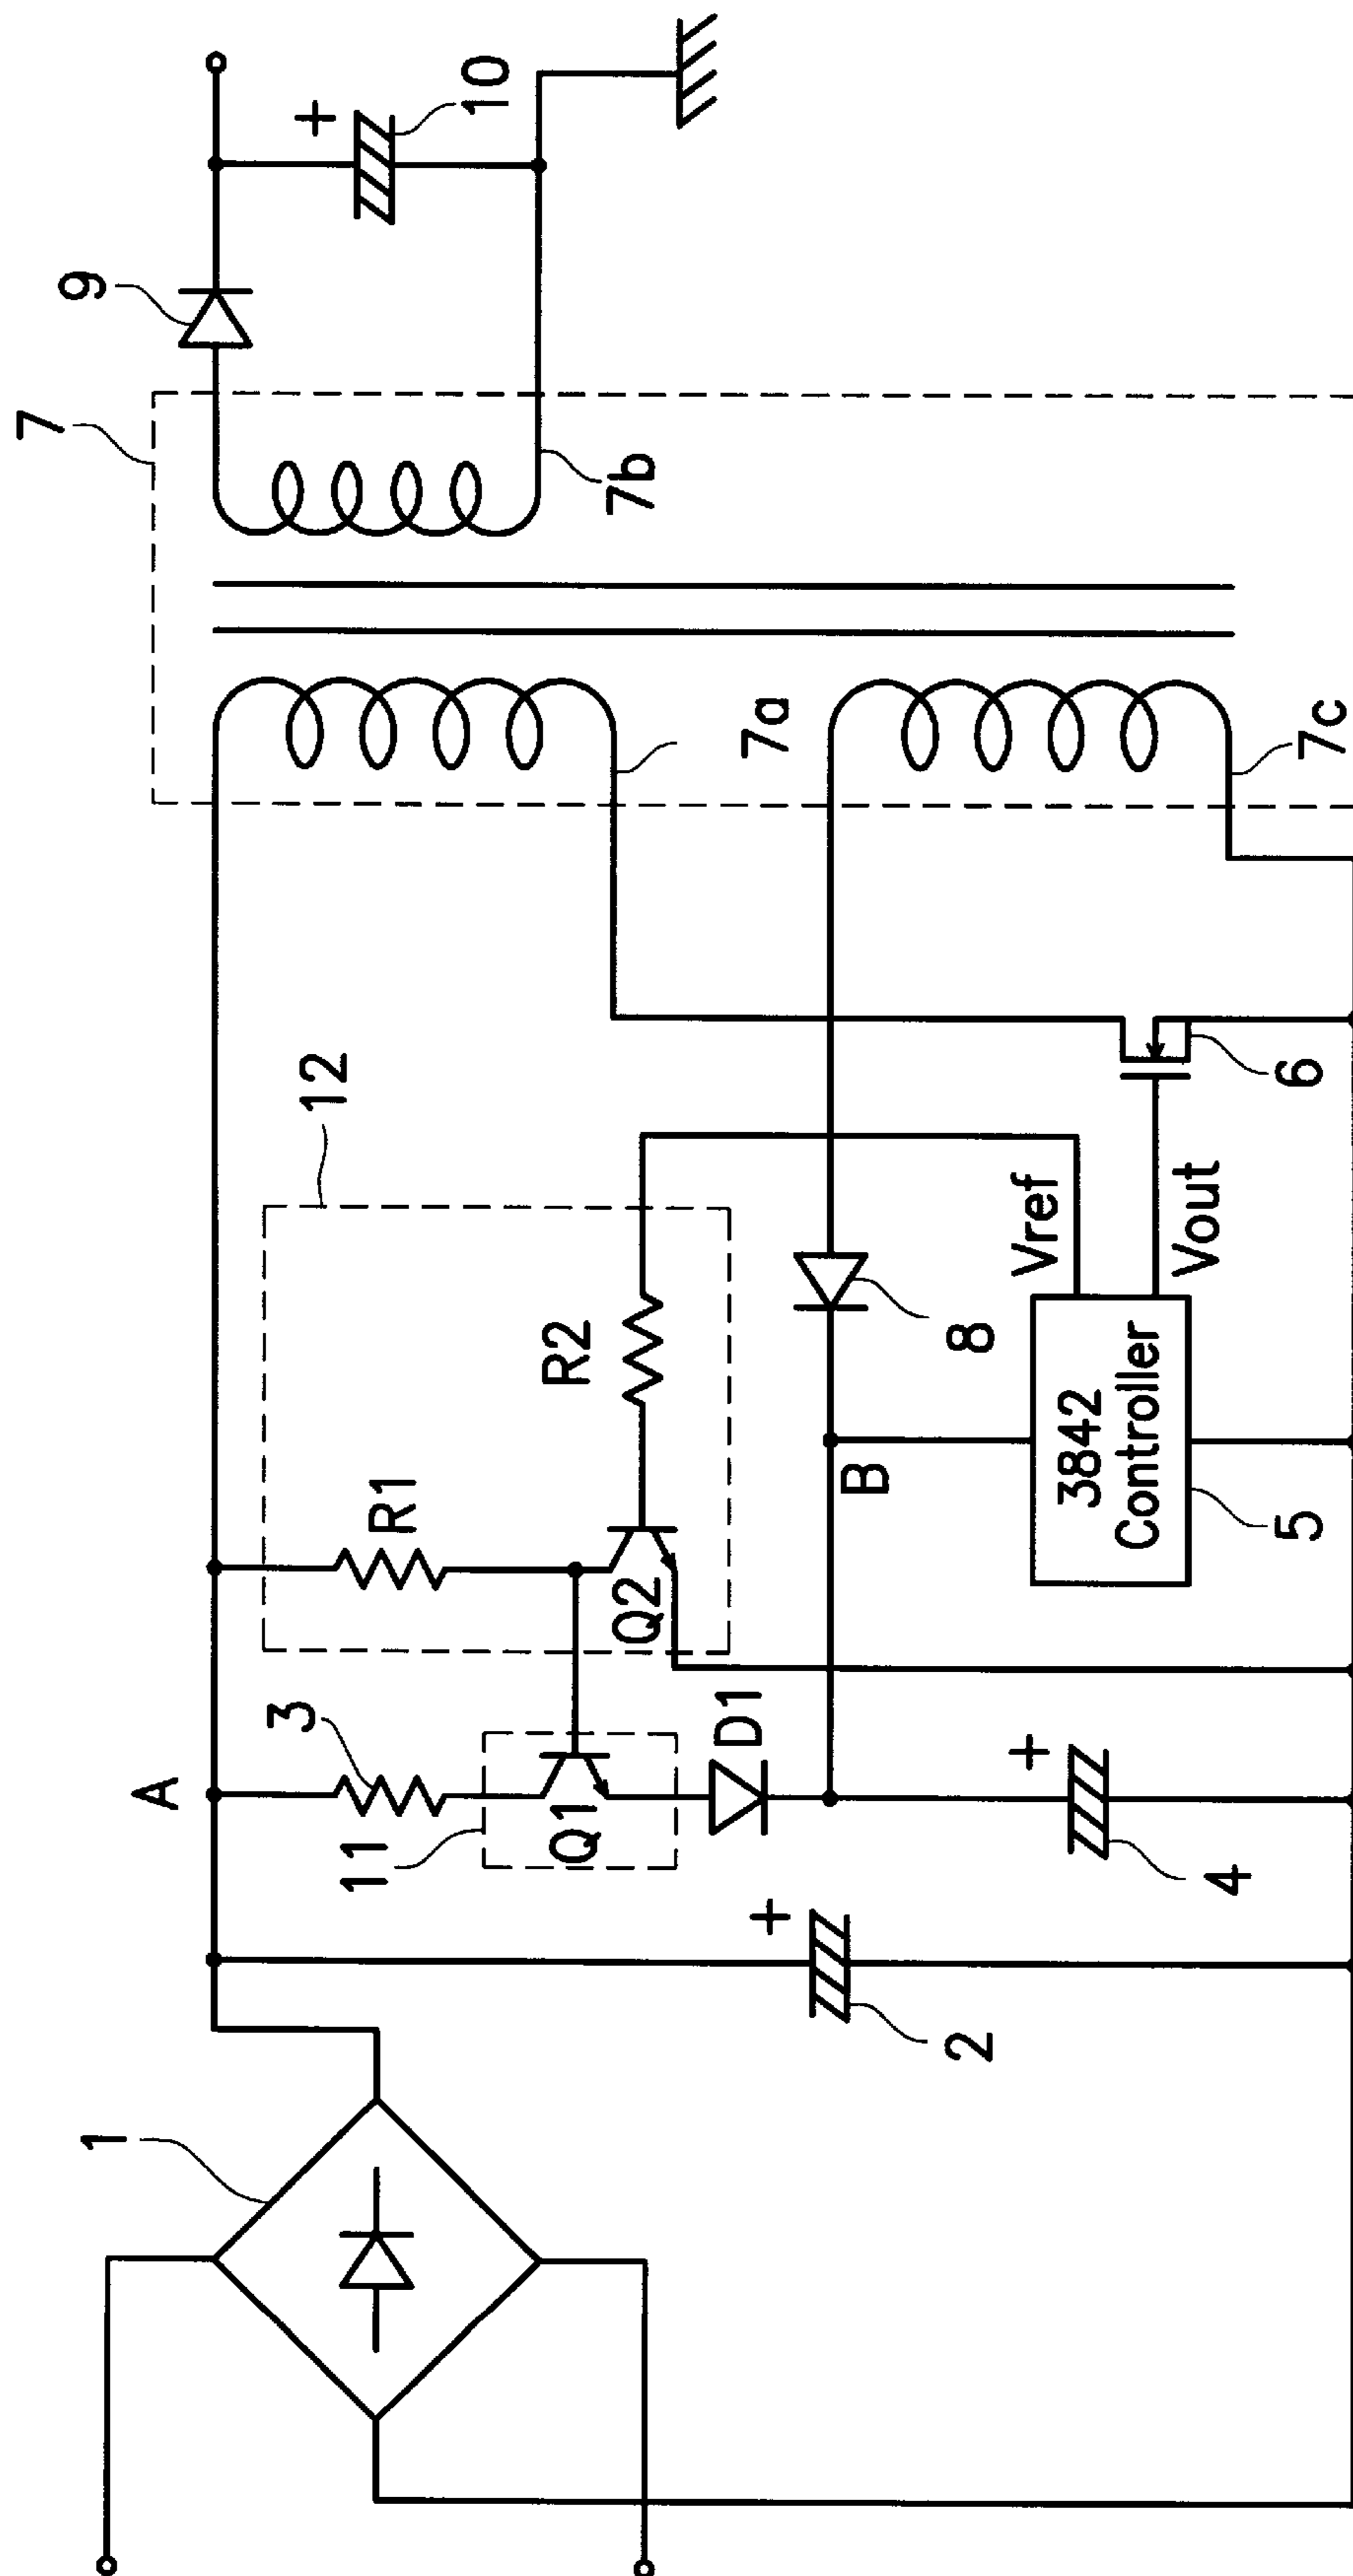 1
2
A
3
11
Q1
D1
+
+
4
12
R1
Q2
R2
B
8
3842
Controller
5
Vref
Vout
6
7
7a
7b
7c
9
+
10